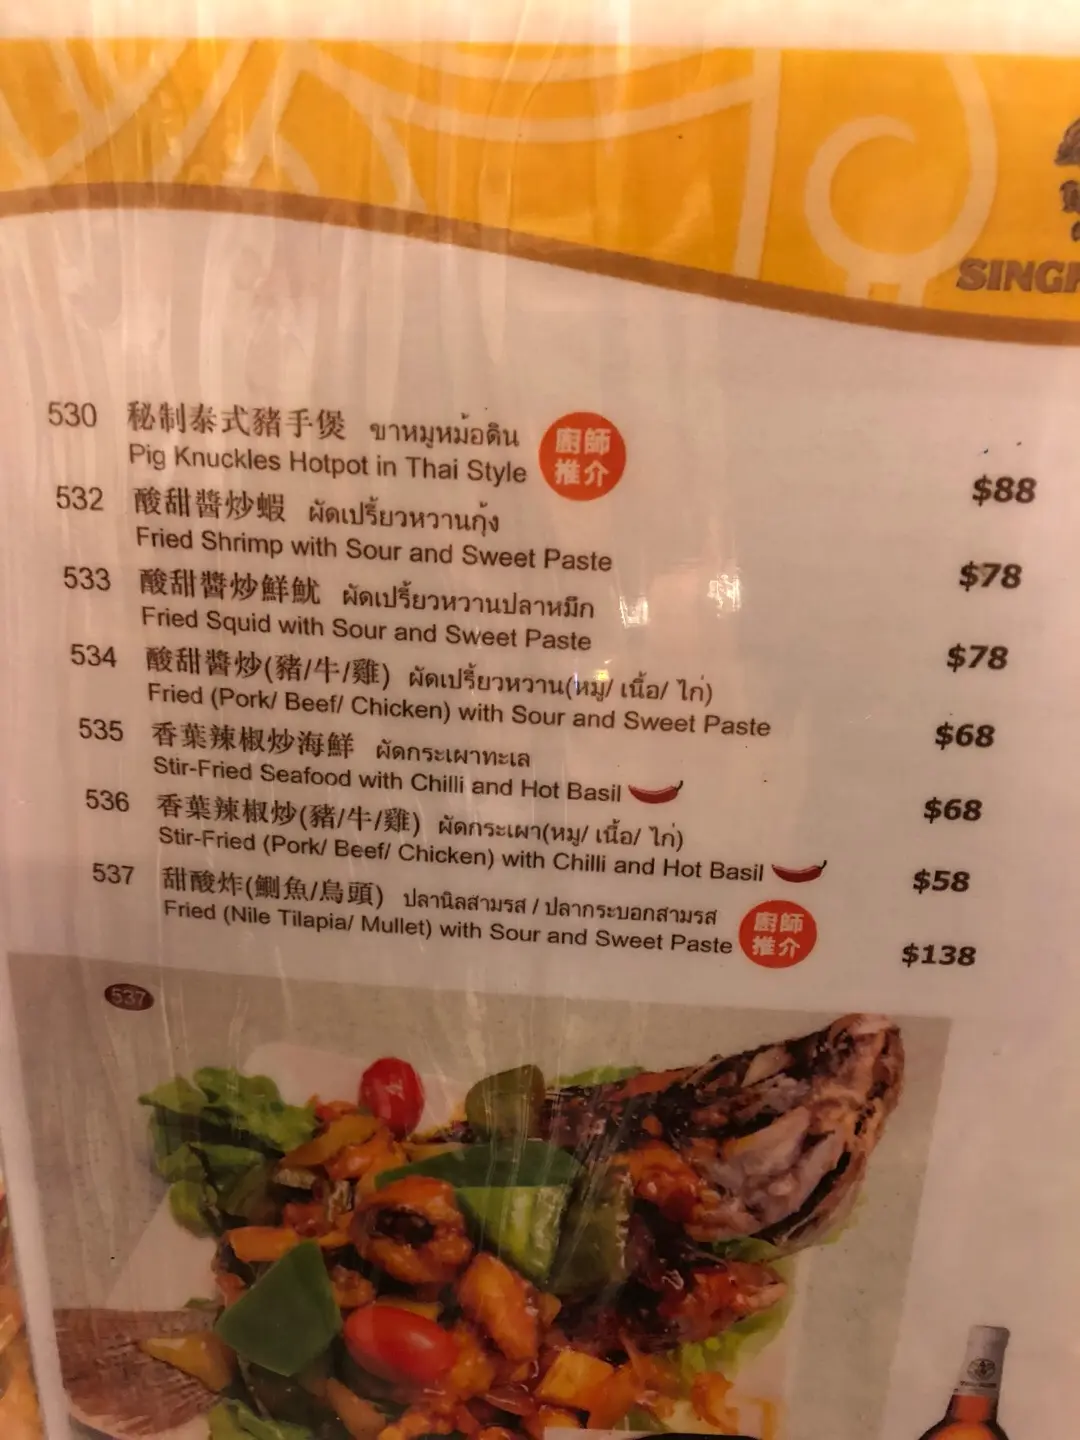 SINGH
530 秘制泰式豬手煲 ขาหมูหม้อดิน 廚師推介
Pig Knuckles Hotpot in Thai Style $88
532 酸甜醬炒蝦 ผัดเปรี้ยวหวานกุ้ง
Fried Shrimp with Sour and Sweet Paste $78
533 酸甜醬炒鮮魷 ผัดเปรี้ยวหวานปลาหมึก
Fried Squid with Sour and Sweet Paste $78
534 酸甜醬炒(豬/牛/雞) ผัดเปรี้ยวหวาน(หมู/ เนื้อ/ ไก่)
Fried (Pork/ Beef/ Chicken) with Sour and Sweet Paste $68
535 香葉辣椒炒海鮮 ผัดกระเผาทะเล
Stir-Fried Seafood with Chilli and Hot Basil $68
536 香葉辣椒炒(豬/牛/雞) ผัดกระเผา(หมู/ เนื้อ/ ไก่)
Stir-Fried (Pork/ Beef/ Chicken) with Chilli and Hot Basil $58
537 甜酸炸(鰂魚/烏頭) ปลานิลสามรส / ปลากระบอกสามรส
Fried (Nile Tilapia/ Mullet) with Sour and Sweet Paste 廚師推介 $138
537